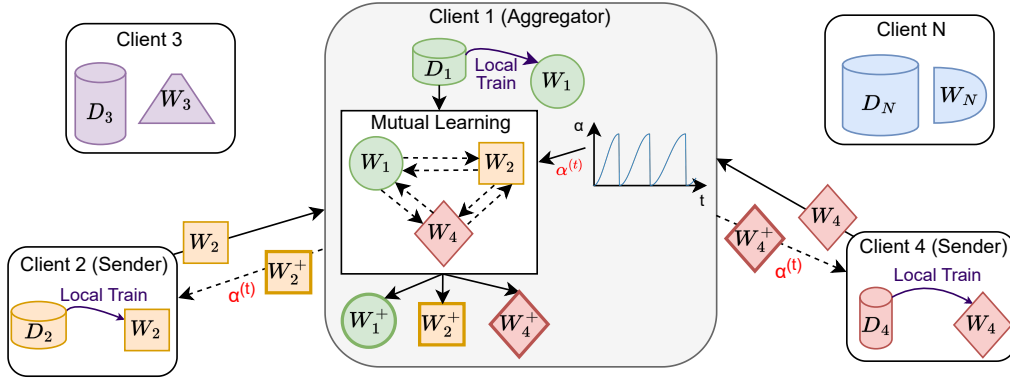 Client 3
D₃
W₃
Client 1 (Aggregator)
D₁
Local
Train
W₁
Client N
D_N
W_N
Mutual Learning
W₁
W₂
W₄
α⁽ᵗ⁾
α
t
W₂
W₂⁺
α⁽ᵗ⁾
Client 2 (Sender)
Local Train
D₂
W₂
W₁⁺
W₂⁺
W₄⁺
W₄
W₄⁺
α⁽ᵗ⁾
Client 4 (Sender)
Local Train
D₄
W₄